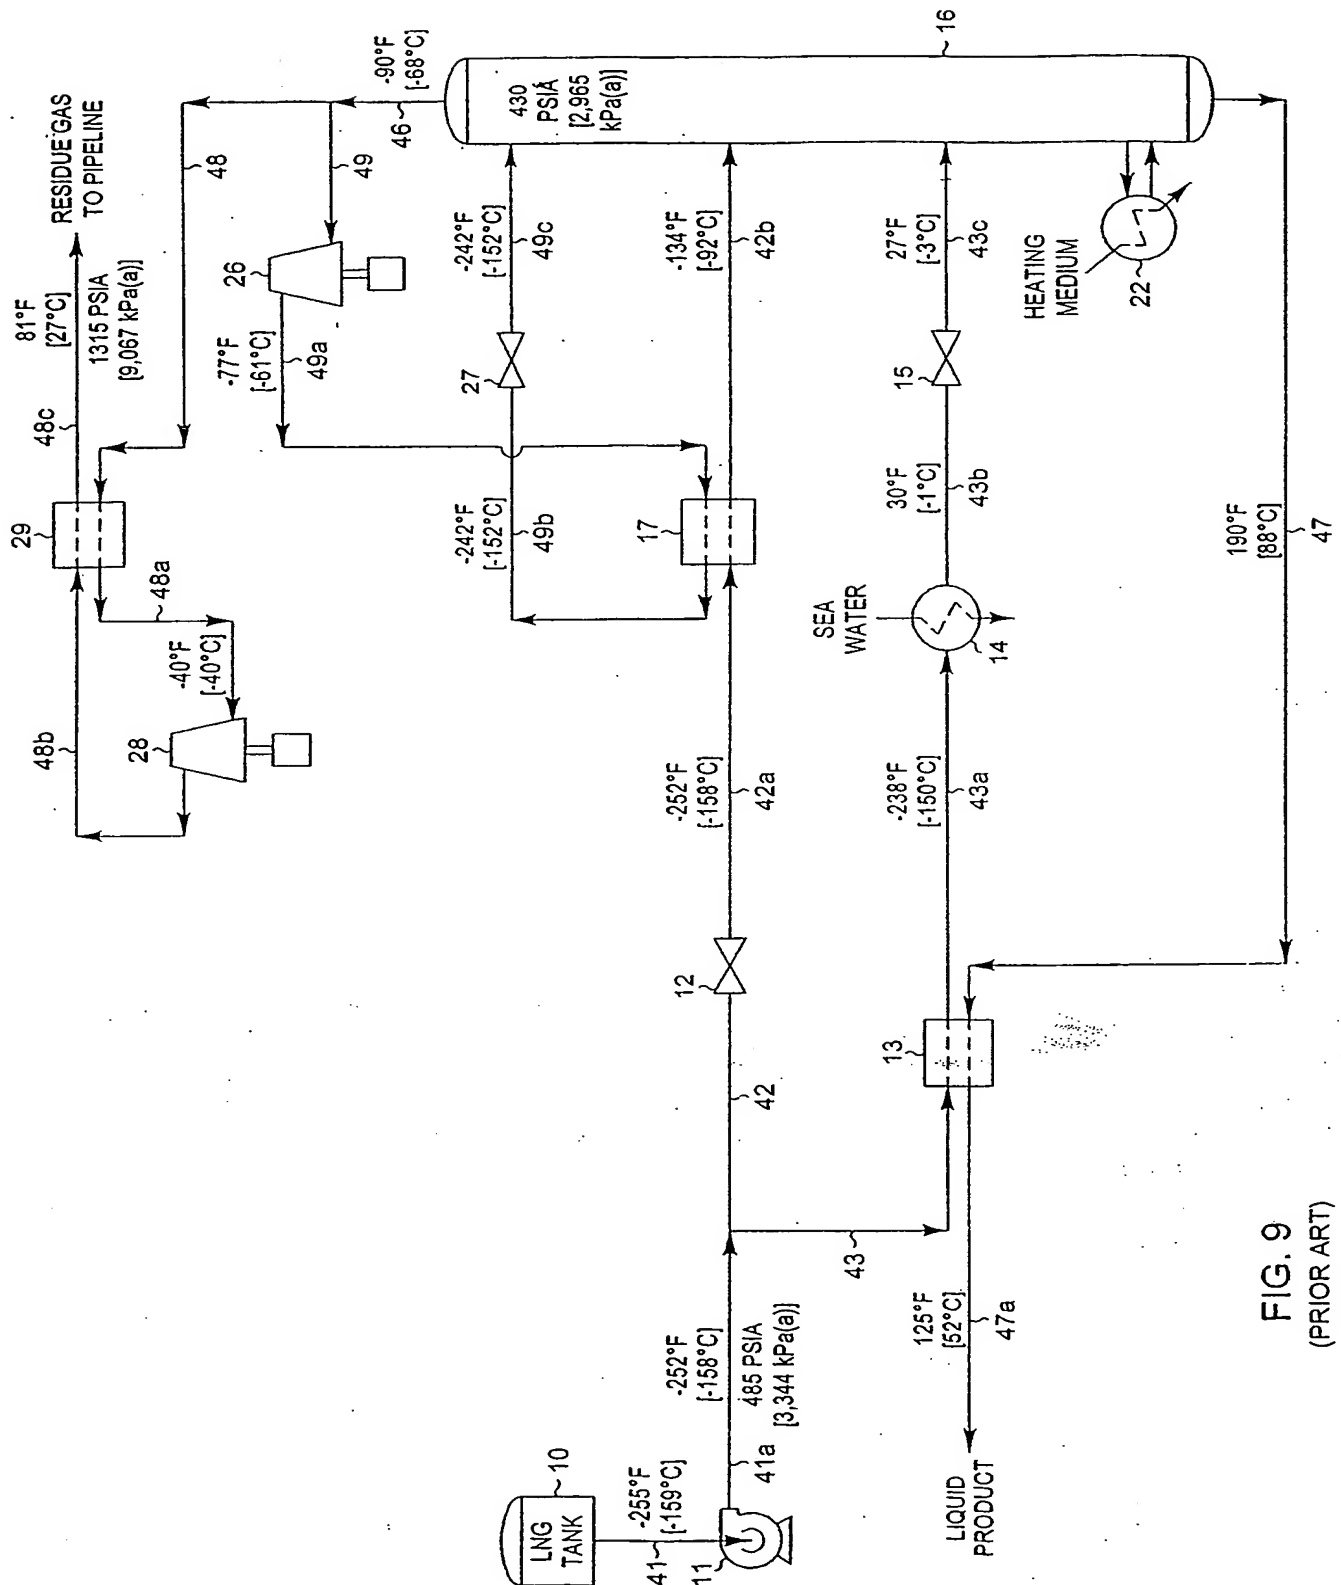 RESIDUE GAS
TO PIPELINE
81°F
[27°C]
1315 PSIA
[9,067 kPa(a)]
48c
29
48a
48b
-40°F
[-40°C]
28
48
-90°F
[-68°C]
46
49
26
-77°F
[-61°C]
49a
16
430
PSIA
[2,965
kPa(a)]
-242°F
[-152°C]
49c
27
-242°F
[-152°C]
49b
-134°F
[-92°C]
42b
17
-252°F
[-158°C]
42a
12
42
27°F
[-3°C]
43c
15
30°F
[-1°C]
43b
SEA
WATER
14
-238°F
[-150°C]
43a
13
43
HEATING
MEDIUM
22
190°F
[88°C]
47
125°F
[52°C]
47a
LIQUID
PRODUCT
-252°F
[-158°C]
485 PSIA
[3,344 kPa(a)]
41a
10
LNG
TANK
-255°F
[-159°C]
41
11
FIG. 9
(PRIOR ART)